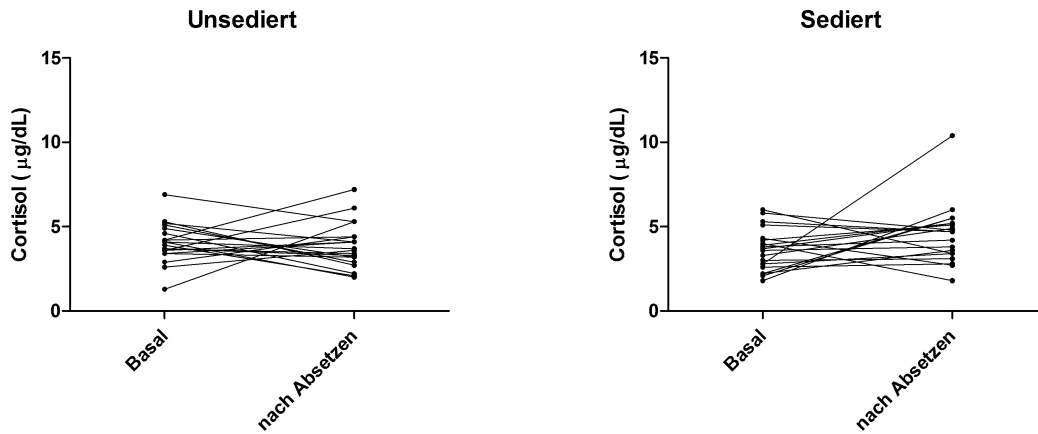 Unsediert
15
10
5
0
Cortisol ( μg/dL)
Basal
nach Absetzen
Sediert
15
10
5
0
Cortisol ( μg/dL)
Basal
nach Absetzen